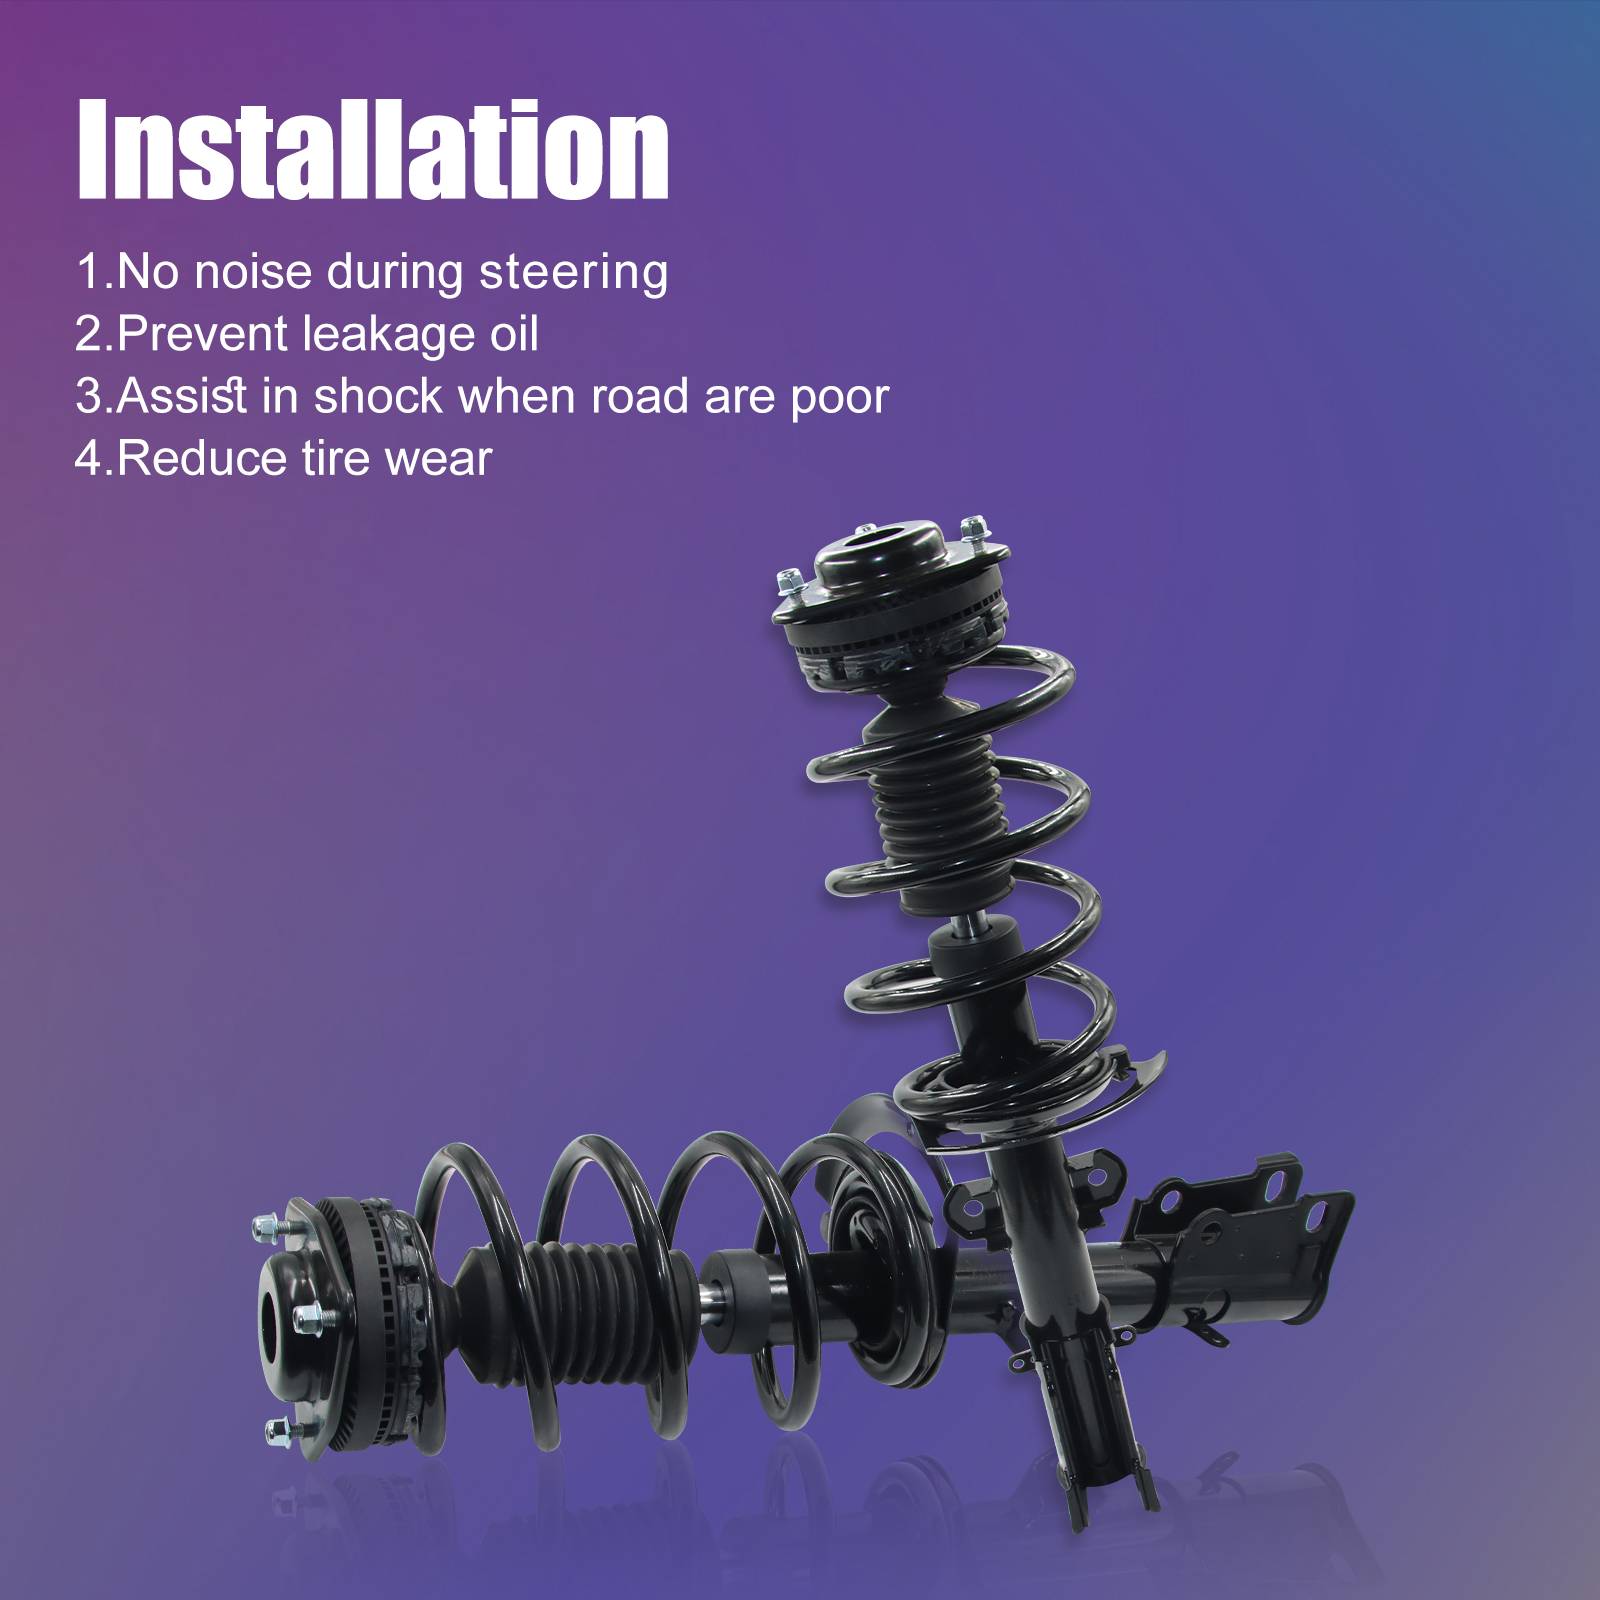 Installation
1.No noise during steering
2.Prevent leakage oil
3.Assist in shock when road are poor
4.Reduce tire wear